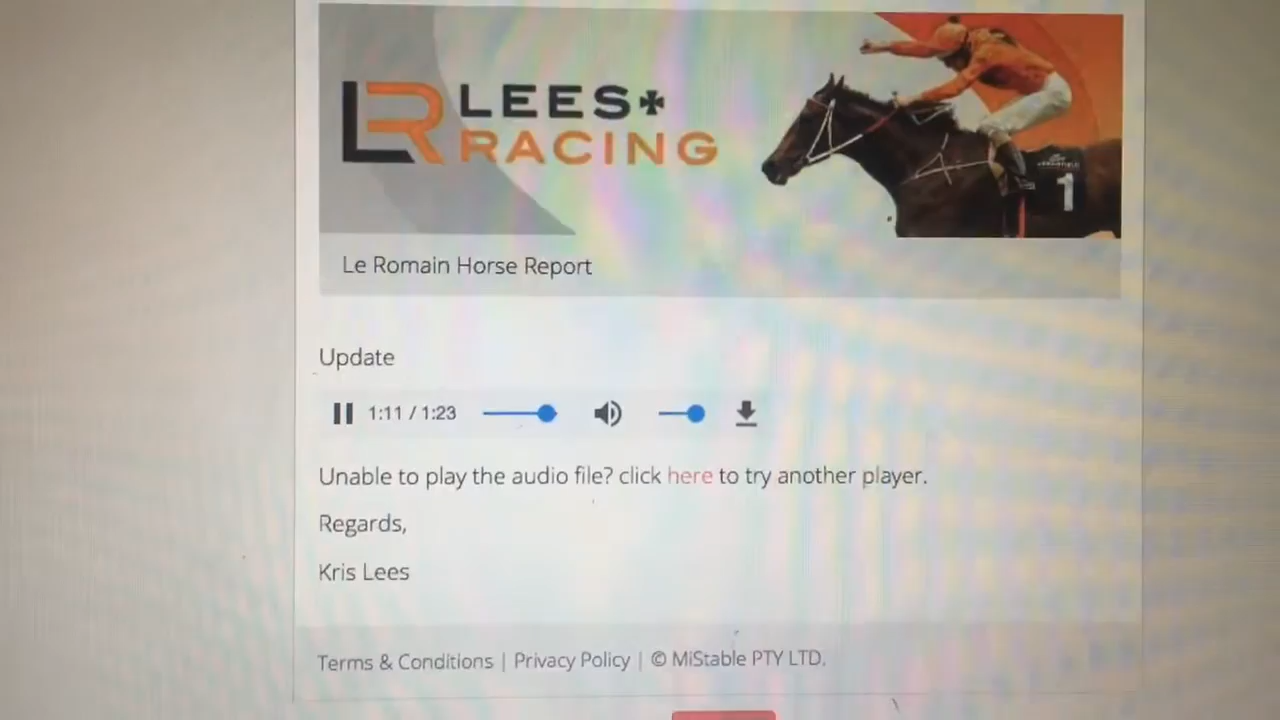 LR LEES
RACING
1
Le Romain Horse Report
Update
1:11 / 1:23
Unable to play the audio file? click here to try another player.
Regards,
Kris Lees
Terms & Conditions | Privacy Policy | © MiStable PTY LTD.